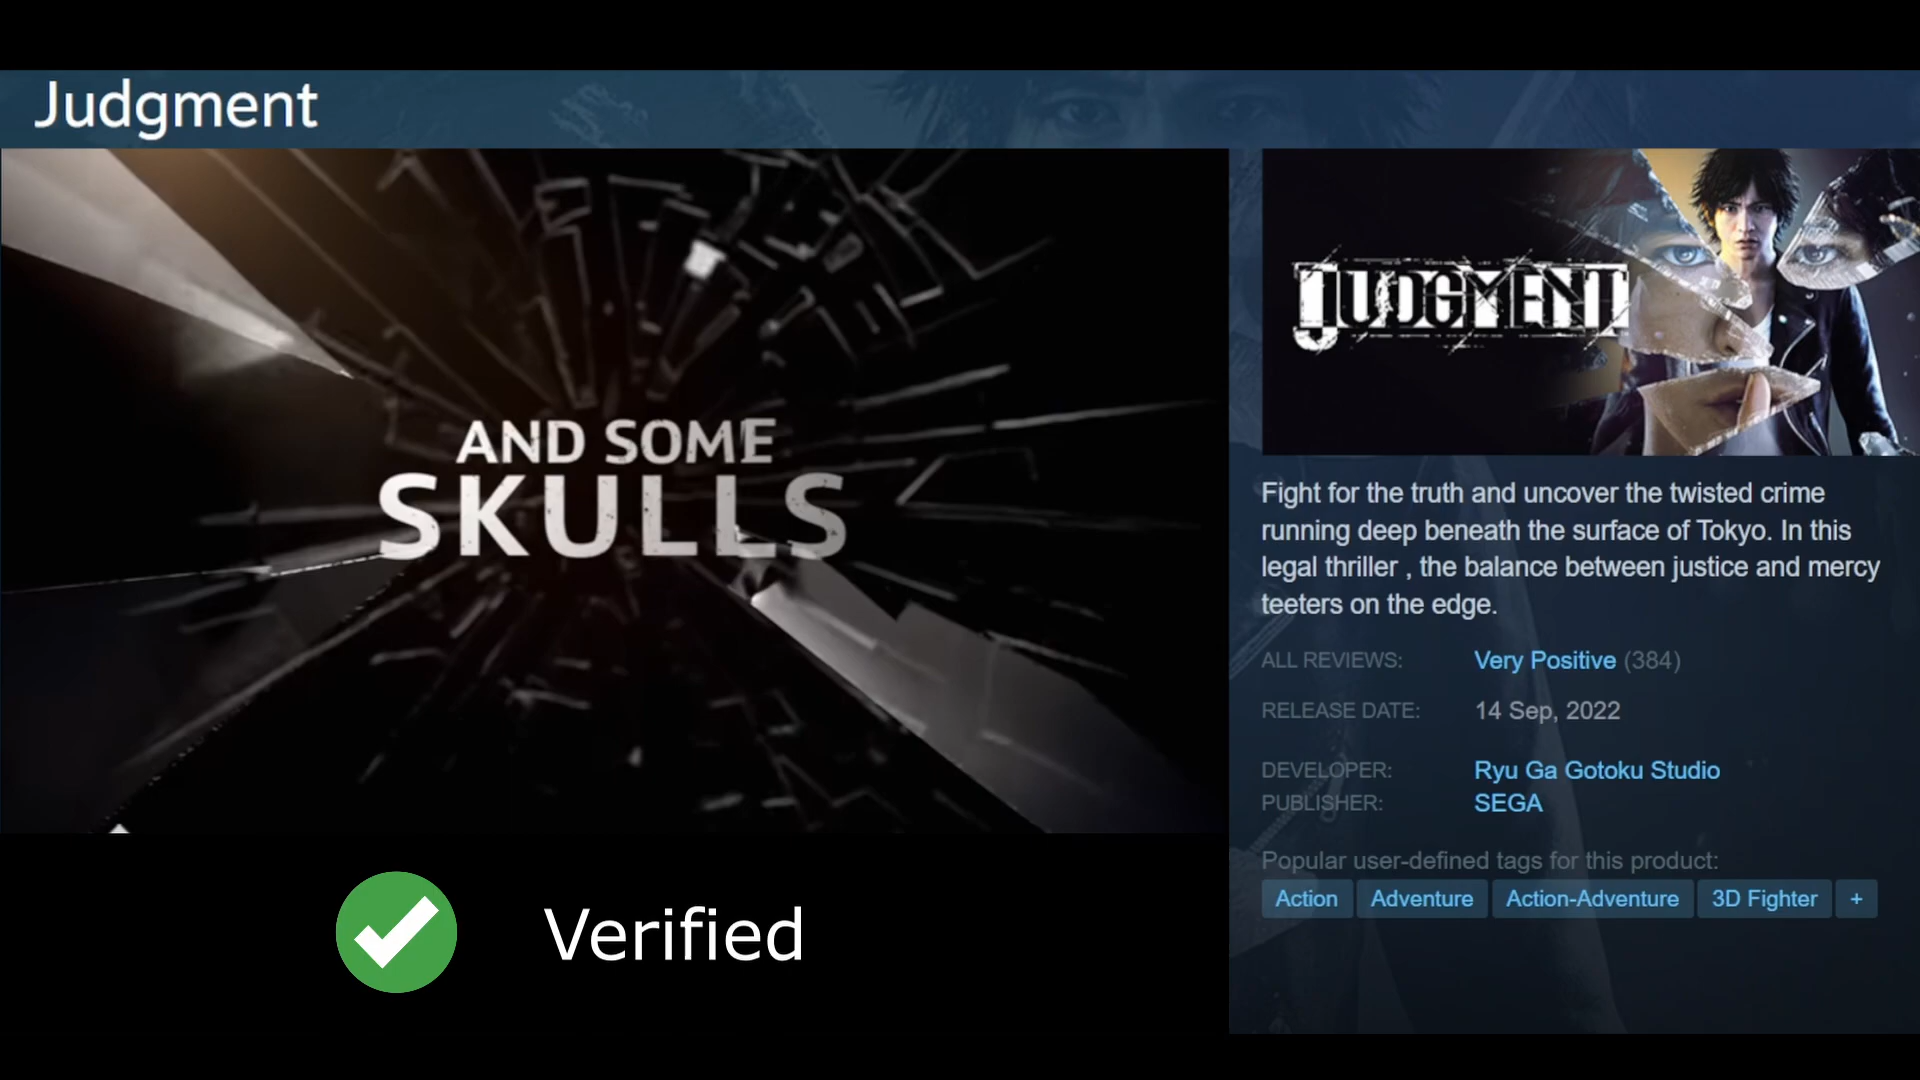 Judgment
AND SOME
SKULLS
JUDGMENT
Fight for the truth and uncover the twisted crime
running deep beneath the surface of Tokyo. In this
legal thriller , the balance between justice and mercy
teeters on the edge.
ALL REVIEWS: Very Positive (384)
RELEASE DATE: 14 Sep, 2022
DEVELOPER: Ryu Ga Gotoku Studio
PUBLISHER: SEGA
Popular user-defined tags for this product:
Action Adventure Action-Adventure 3D Fighter +
Verified